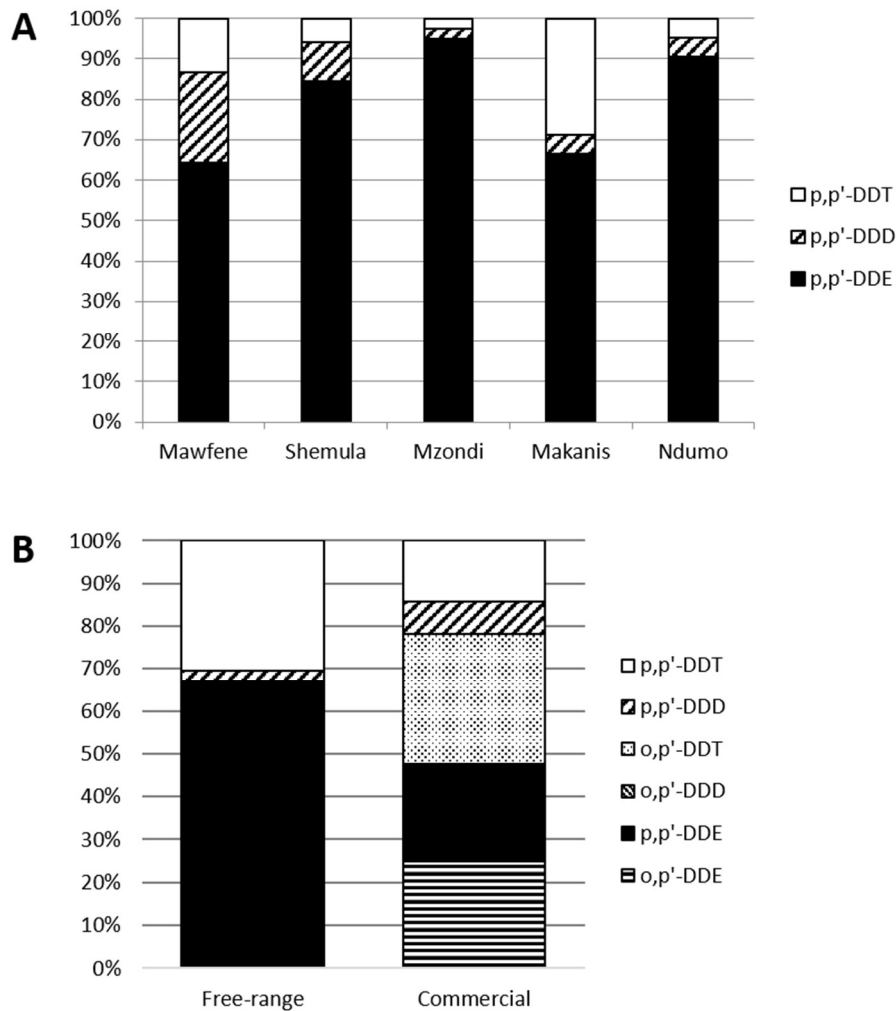 A
100%
90%
80%
70%
60%
50%
40%
30%
20%
10%
0%
Mawfene Shemula Mzondi Makanis Ndumo
p,p'-DDT
p,p'-DDD
p,p'-DDE
B
100%
90%
80%
70%
60%
50%
40%
30%
20%
10%
0%
Free-range Commercial
p,p'-DDT
p,p'-DDD
o,p'-DDT
o,p'-DDD
p,p'-DDE
o,p'-DDE